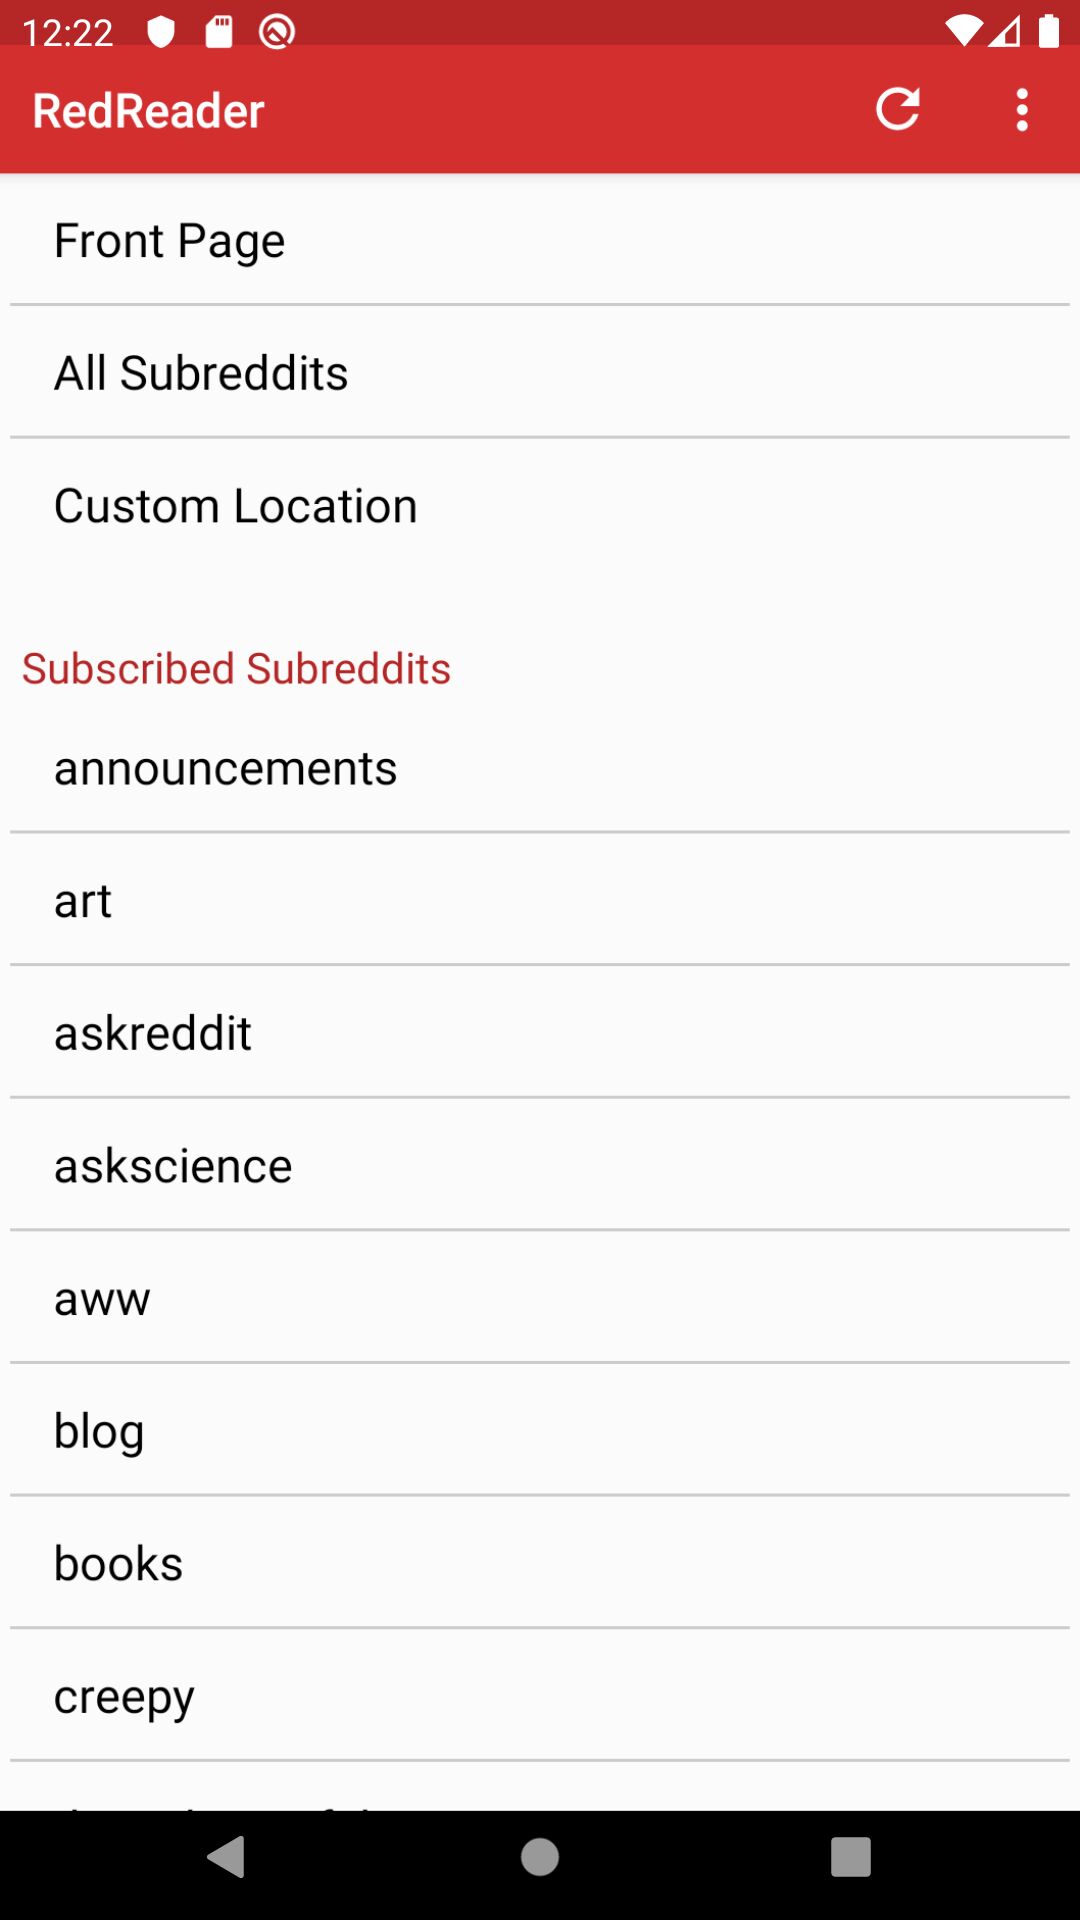 12:22
RedReader
Front Page
All Subreddits
Custom Location
Subscribed Subreddits
announcements
art
askreddit
askscience
aww
blog
books
creepy